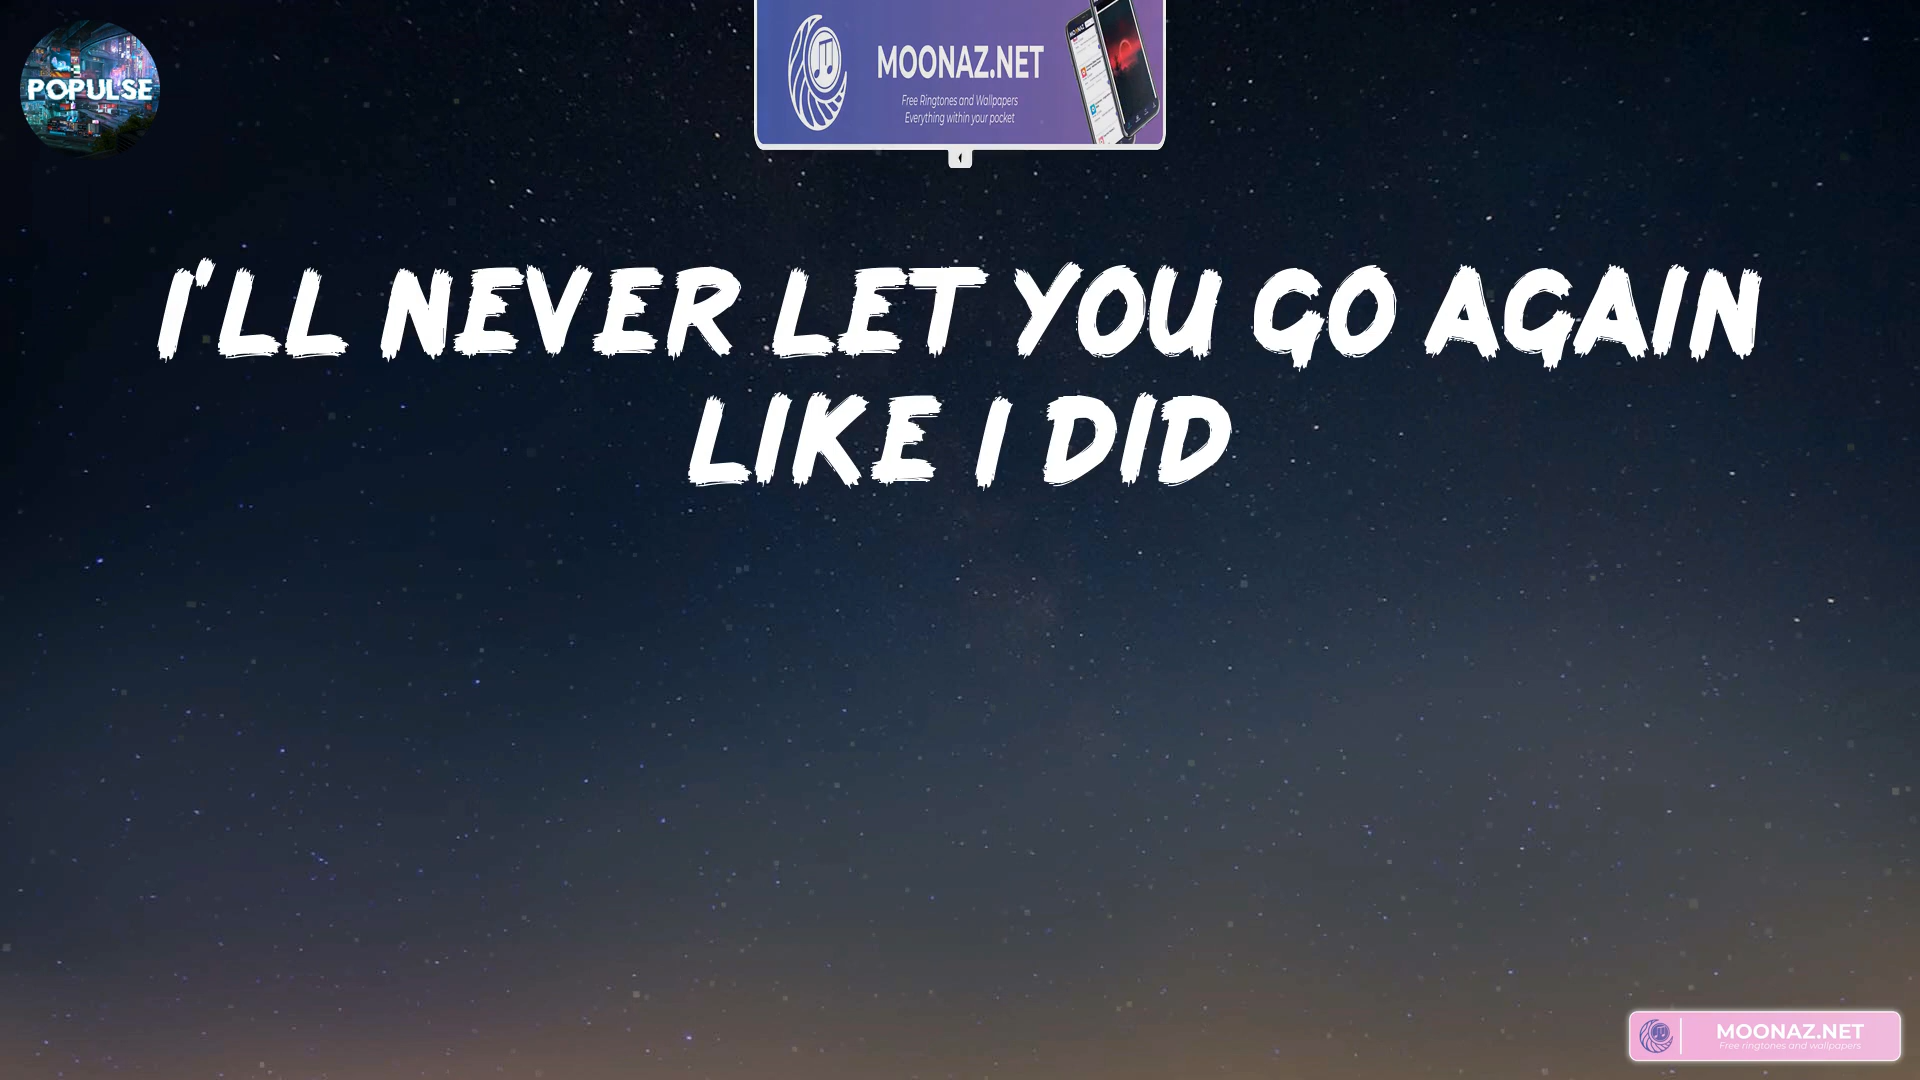 POPULSE
MOONAZ.NET
Free Ringtones and Wallpapers
Everything within your pocket
I'LL NEVER LET YOU GO AGAIN
LIKE I DID
MOONAZ.NET
Free ringtones and wallpapers